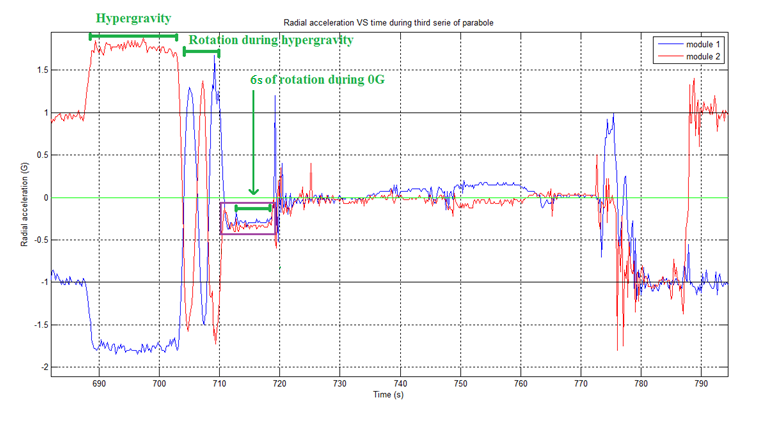 Hypergravity
Radial acceleration VS time during third serie of parabole
Rotation during hypergravity
module 1
module 2
6s of rotation during 0G
Radial acceleration (G)
1.5
1
0.5
0
-0.5
-1
-1.5
-2
690 700 710 720 730 740 750 760 770 780 790
Time (s)